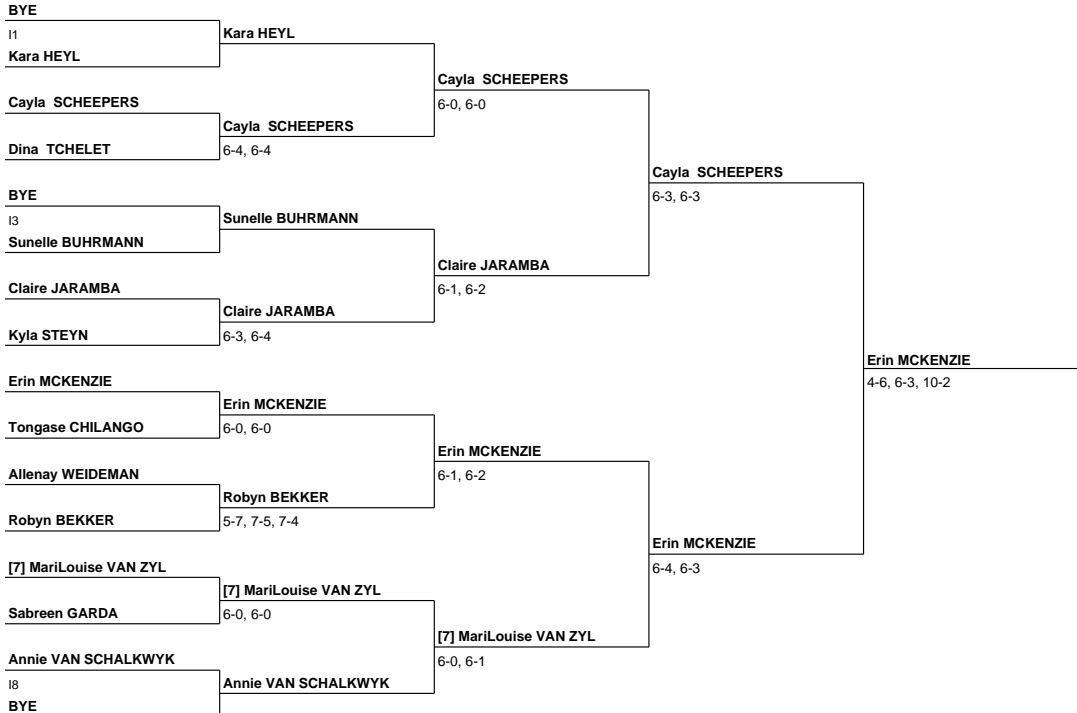 BYE
I1
Kara HEYL
Kara HEYL
Cayla SCHEEPERS
6-0, 6-0
Cayla SCHEEPERS
Cayla SCHEEPERS
6-4, 6-4
Dina TCHELET
Cayla SCHEEPERS
6-3, 6-3
BYE
I3
Sunelle BUHRMANN
Sunelle BUHRMANN
Claire JARAMBA
6-1, 6-2
Claire JARAMBA
Claire JARAMBA
6-3, 6-4
Kyla STEYN
Erin MCKENZIE
4-6, 6-3, 10-2
Erin MCKENZIE
Erin MCKENZIE
6-0, 6-0
Tongase CHILANGO
Erin MCKENZIE
6-1, 6-2
Allenay WEIDEMAN
Robyn BEKKER
5-7, 7-5, 7-4
Robyn BEKKER
Erin MCKENZIE
6-4, 6-3
[7] MariLouise VAN ZYL
[7] MariLouise VAN ZYL
6-0, 6-0
Sabreen GARDA
[7] MariLouise VAN ZYL
6-0, 6-1
Annie VAN SCHALKWYK
I8
Annie VAN SCHALKWYK
BYE